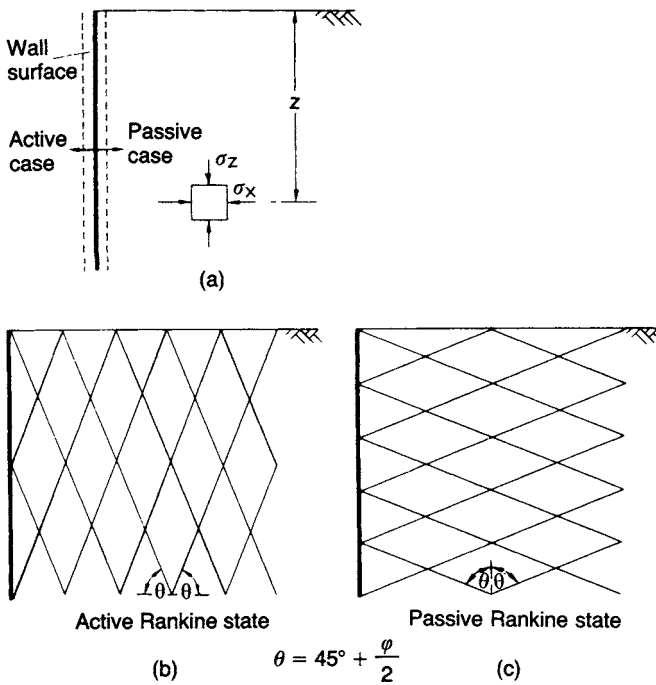 Wall
surface
z
Active
case
Passive
case
σz
σx
(a)
θ θ
θ θ
Active Rankine state
Passive Rankine state
(b)
θ = 45° + φ/2
(c)